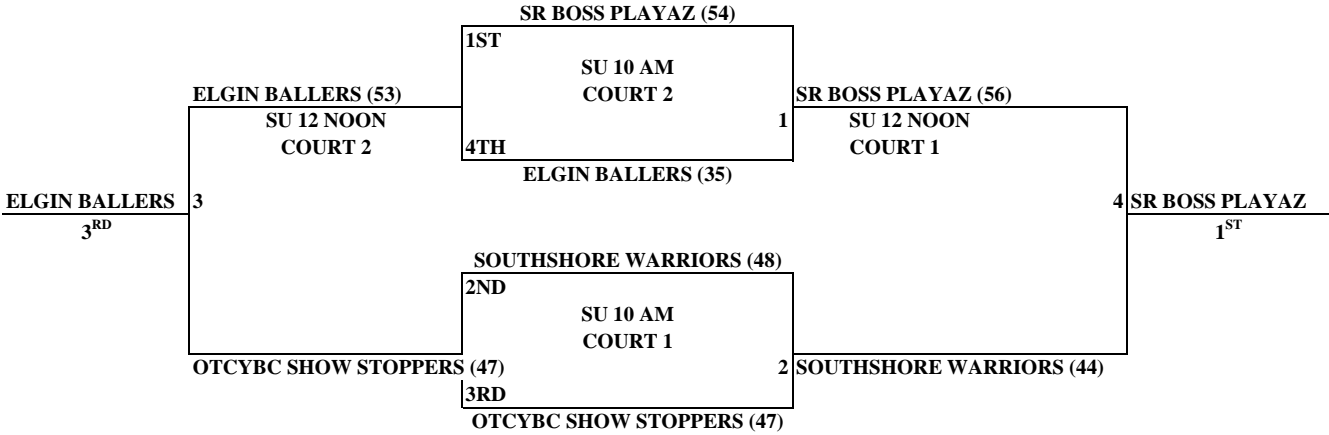 SR BOSS PLAYAZ (54)
1ST
SU 10 AM
COURT 2
ELGIN BALLERS (53)
SR BOSS PLAYAZ (56)
SU 12 NOON
COURT 2
1
SU 12 NOON
COURT 1
4TH
ELGIN BALLERS (35)
ELGIN BALLERS
3
3RD
4
SR BOSS PLAYAZ
1ST
SOUTHSHORE WARRIORS (48)
2ND
SU 10 AM
COURT 1
OTCYBC SHOW STOPPERS (47)
2
SOUTHSHORE WARRIORS (44)
3RD
OTCYBC SHOW STOPPERS (47)